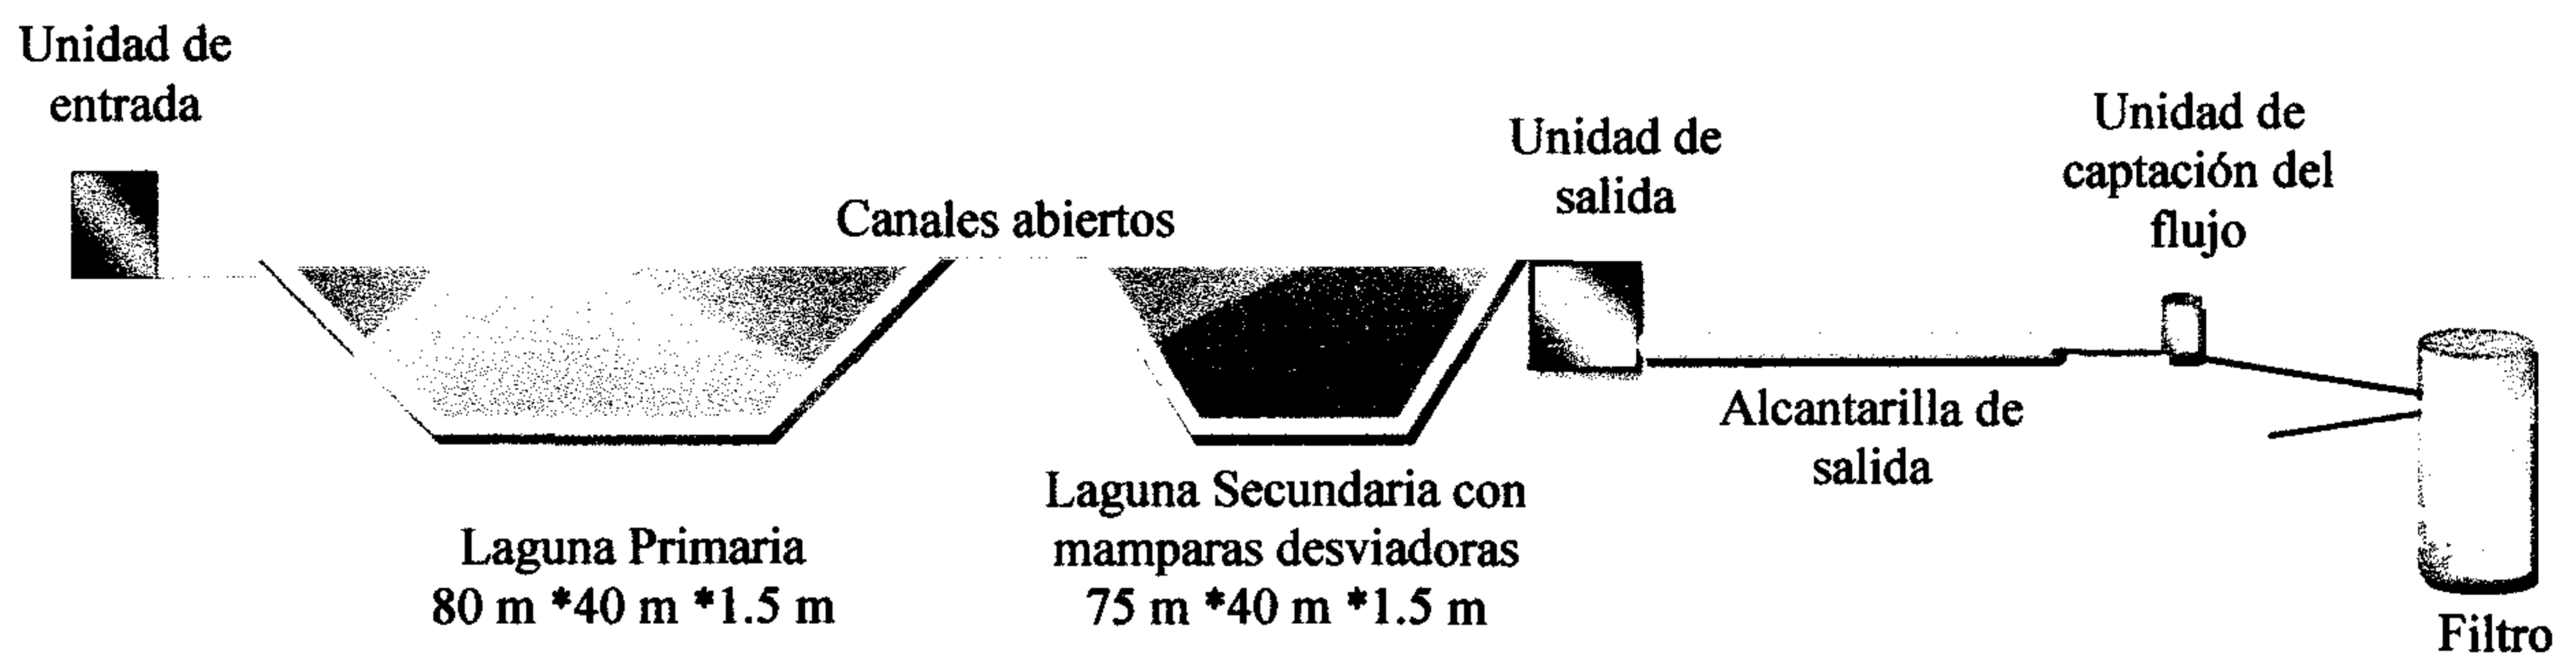 Unidad de
entrada
Canales abiertos
Unidad de
salida
Unidad de
captación del
flujo
Alcantarilla de
salida
Laguna Primaria
80 m *40 m *1.5 m
Laguna Secundaria con
mamparas desviadoras
75 m *40 m *1.5 m
Filtro